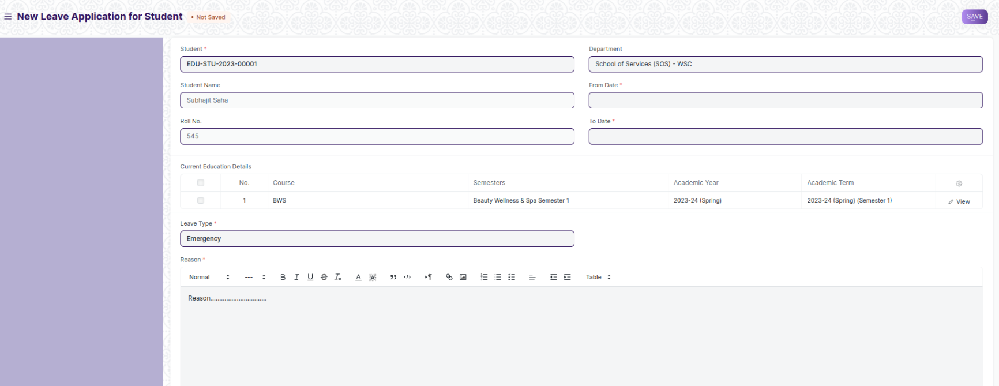 New Leave Application for Student
• Not Saved
SAVE
Student *
EDU-STU-2023-00001
Student Name
Subhajit Saha
Roll No.
545
Department
School of Services (SOS) - WSC
From Date *
To Date *
Current Education Details
No. Course Semesters Academic Year Academic Term
1 BWS Beauty Wellness & Spa Semester 1 2023-24 (Spring) 2023-24 (Spring) (Semester 1) View
Leave Type *
Emergency
Reason *
Normal --- B I U S Tx A A Table
Reason................................